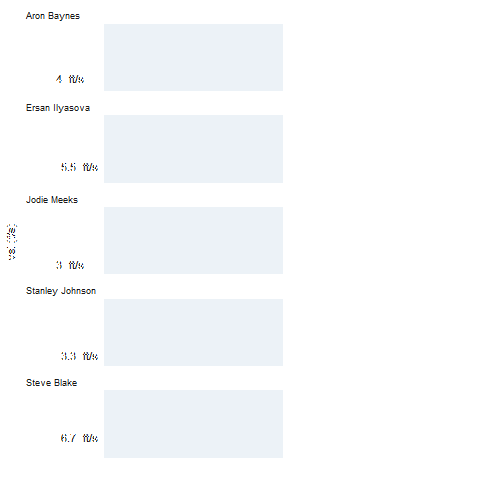 Aron Baynes
4 ft/s
Ersan Ilyasova
5.5 ft/s
Jodie Meeks
3 ft/s
Stanley Johnson
3.3 ft/s
Steve Blake
6.7 ft/s